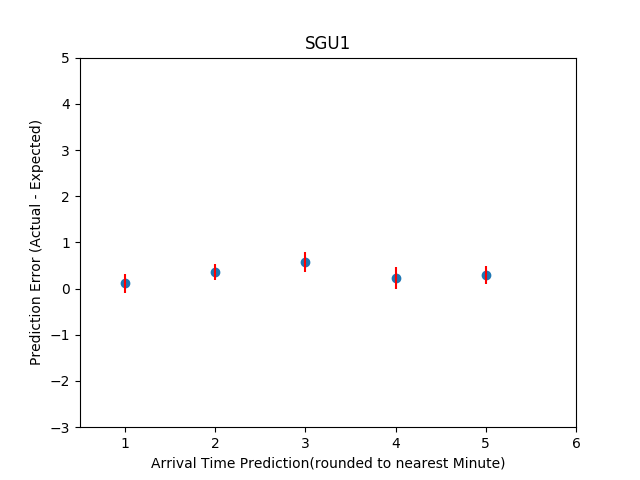 SGU1
5
4
3
2
1
0
−1
−2
−3
Prediction Error (Actual - Expected)
1 2 3 4 5 6
Arrival Time Prediction(rounded to nearest Minute)